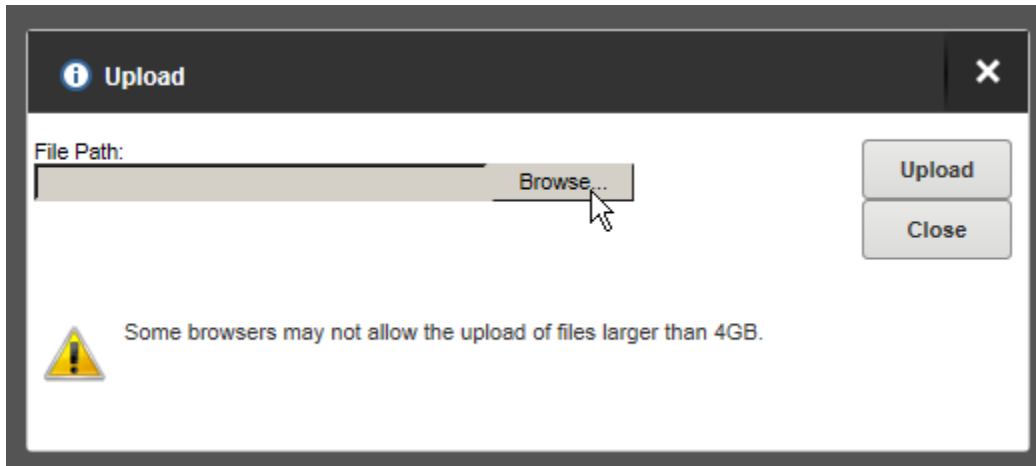 Upload
File Path:
Browse...
Upload
Close
Some browsers may not allow the upload of files larger than 4GB.